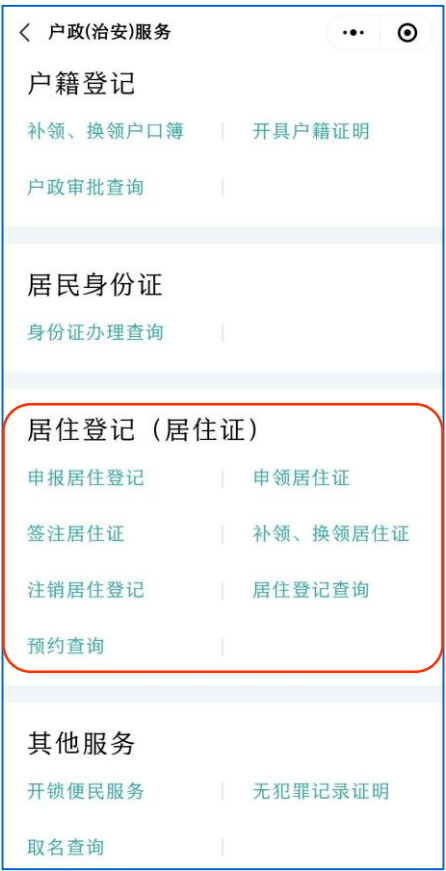 户政(治安)服务
户籍登记
补领、换领户口簿 开具户籍证明
户政审批查询
居民身份证
身份证办理查询
居住登记（居住证）
申报居住登记 申领居住证
签注居住证 补领、换领居住证
注销居住登记 居住登记查询
预约查询
其他服务
开锁便民服务 无犯罪记录证明
取名查询